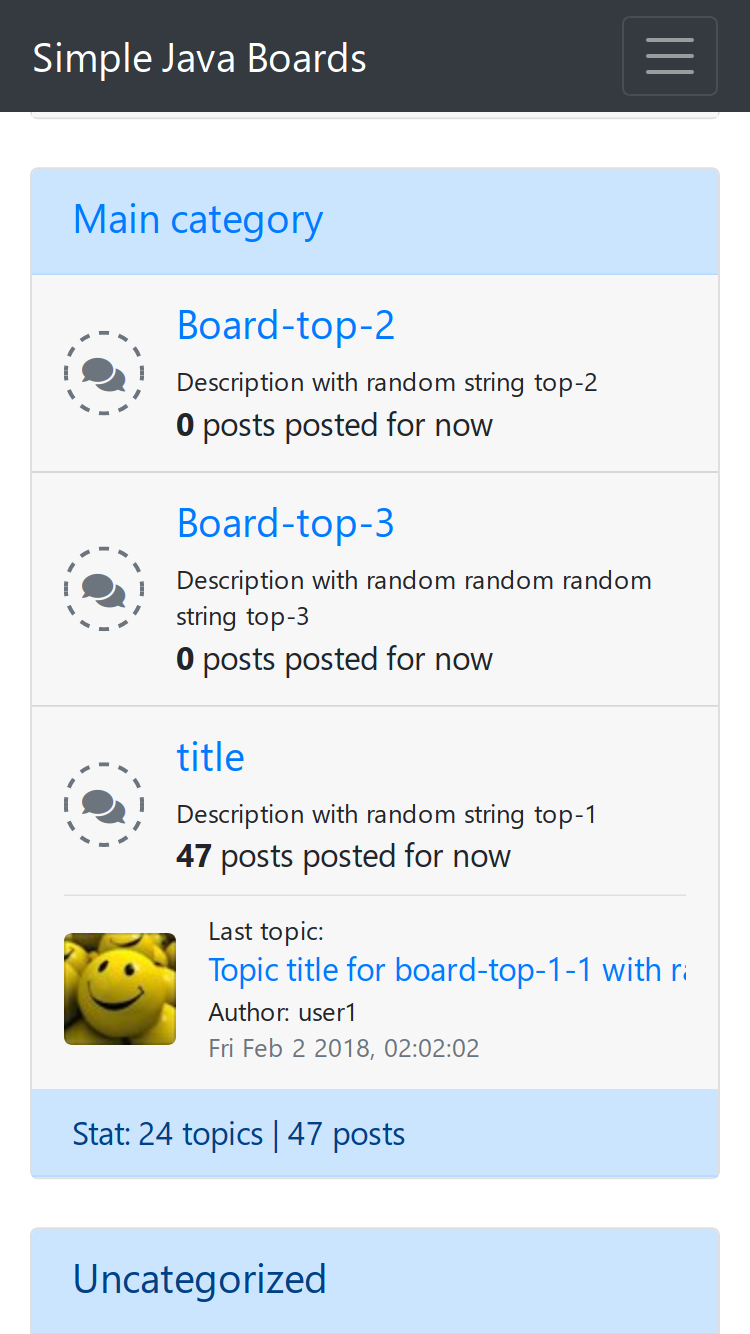 Simple Java Boards
Main category
Board-top-2
Description with random string top-2
0 posts posted for now
Board-top-3
Description with random random random
string top-3
0 posts posted for now
title
Description with random string top-1
47 posts posted for now
Last topic:
Topic title for board-top-1-1 with
Author: user1
Fri Feb 2 2018, 02:02:02
Stat: 24 topics | 47 posts
Uncategorized